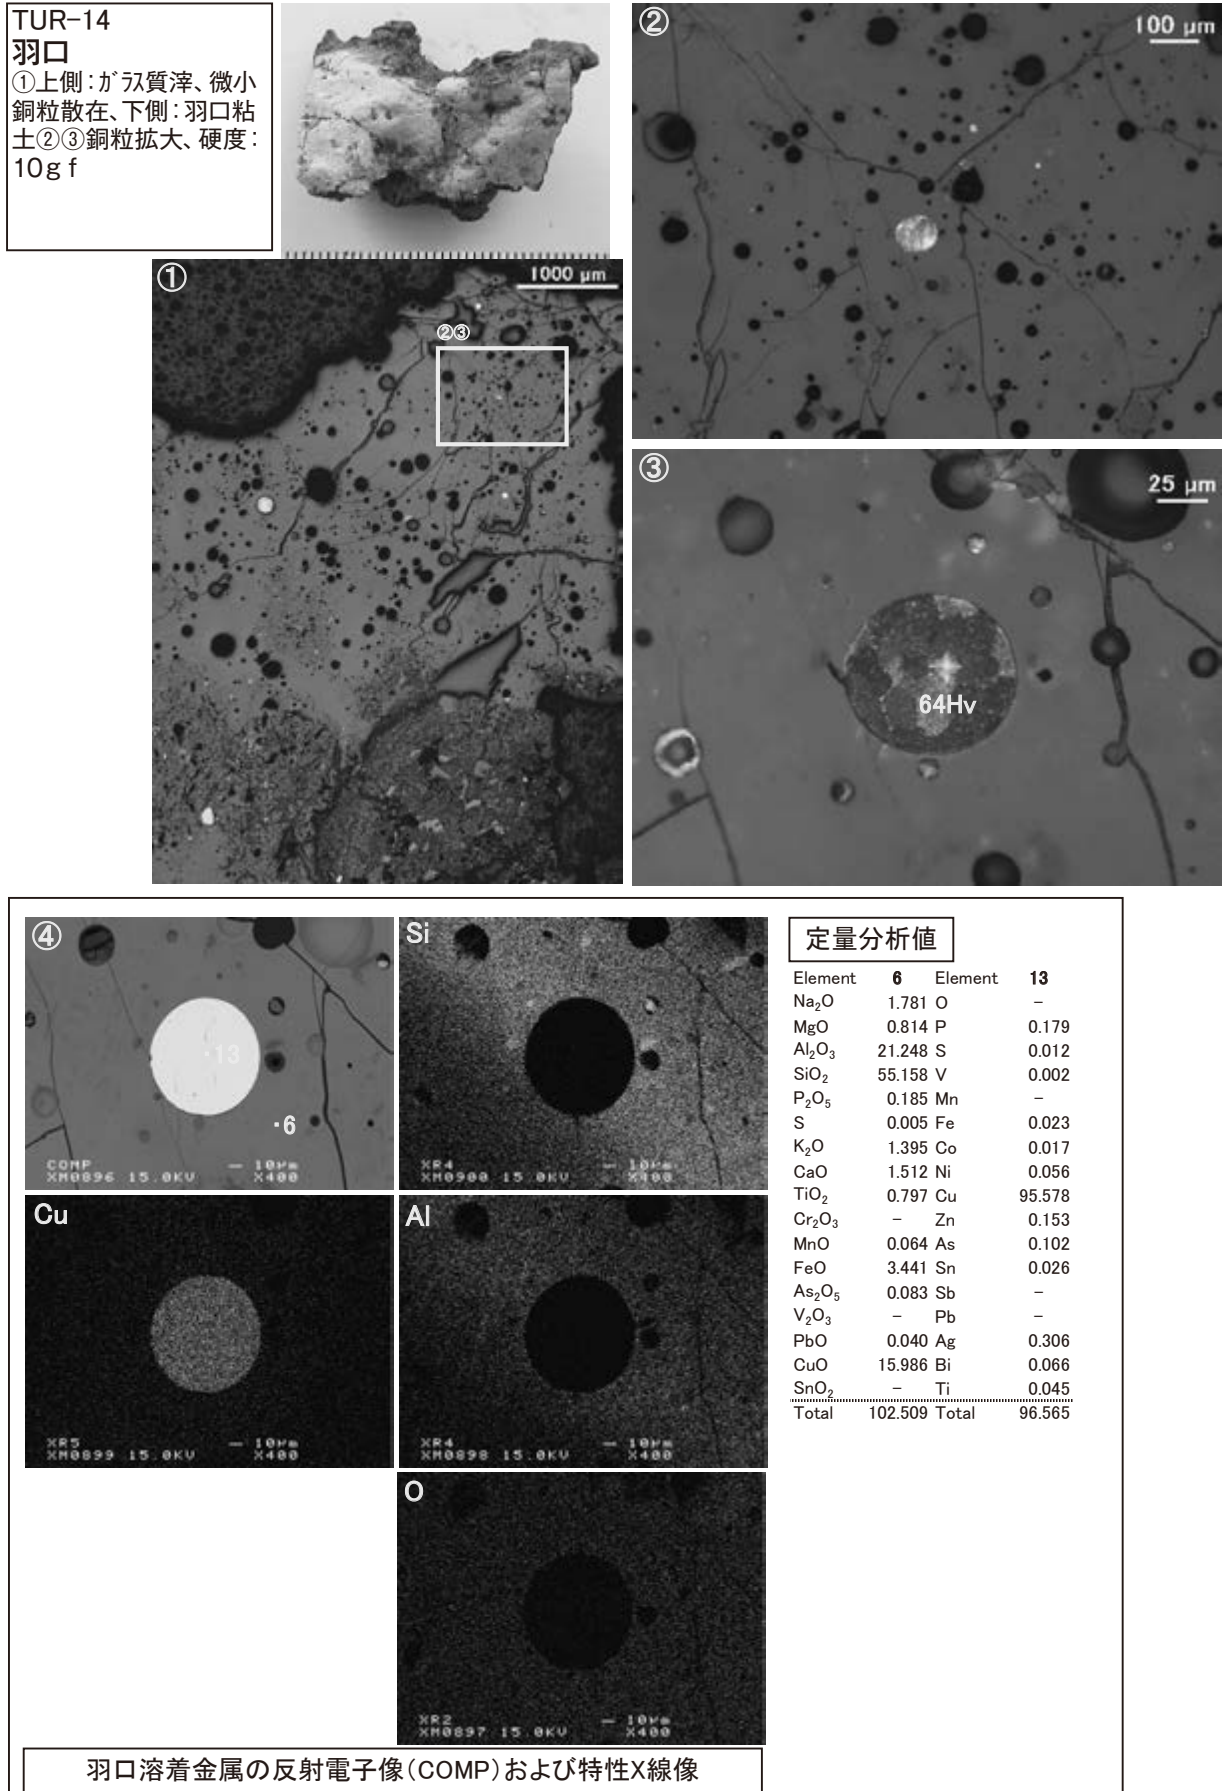 TUR-14
羽口
①上側：ガラス質滓、微小
銅粒散在、下側：羽口粘
土②③銅粒拡大、硬度：
10gf
①
1000 μm
②③
②
100 μm
③
25 μm
64Hv
④
・13
・6
COMP 10μm
XM0896 15.0KV X400
Si
XR4 10μm
XM0900 15.0KV X400
Cu
XR5 10μm
XM0899 15.0KV X400
Al
XR4 10μm
XM0898 15.0KV X400
O
XR2 10μm
XM0897 15.0KV X400
定量分析値
Element 6 Element 13
Na₂O 1.781 O −
MgO 0.814 P 0.179
Al₂O₃ 21.248 S 0.012
SiO₂ 55.158 V 0.002
P₂O₅ 0.185 Mn −
S 0.005 Fe 0.023
K₂O 1.395 Co 0.017
CaO 1.512 Ni 0.056
TiO₂ 0.797 Cu 95.578
Cr₂O₃ − Zn 0.153
MnO 0.064 As 0.102
FeO 3.441 Sn 0.026
As₂O₅ 0.083 Sb −
V₂O₃ − Pb −
PbO 0.040 Ag 0.306
CuO 15.986 Bi 0.066
SnO₂ − Ti 0.045
Total 102.509 Total 96.565
羽口溶着金属の反射電子像(COMP)および特性X線像